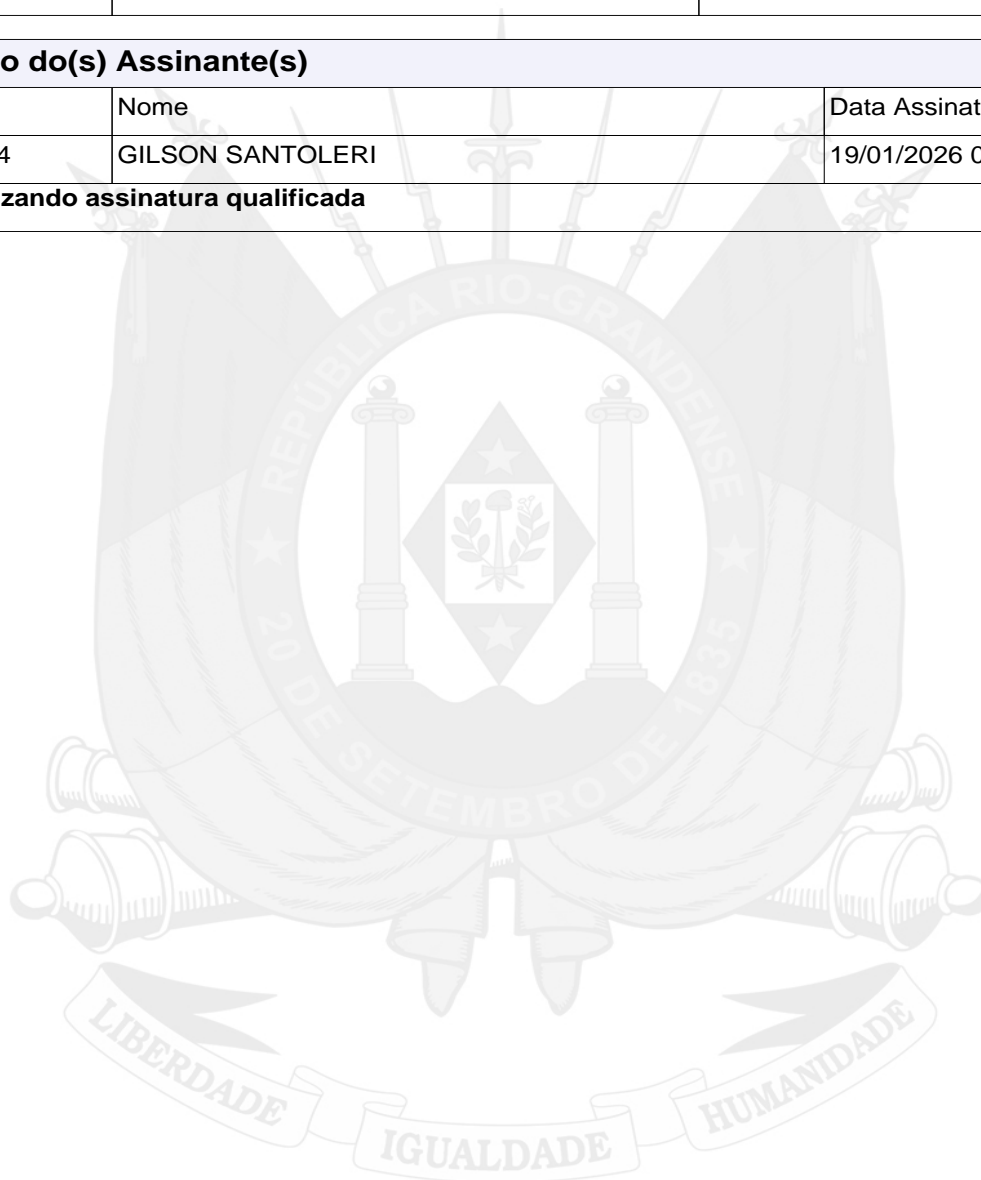 o do(s) Assinante(s)
Nome Data Assinat
4 GILSON SANTOLERI 19/01/2026 0
zando assinatura qualificada
REPÚBLICA RIO-GRANDENSE
★ 20 DE SETEMBRO DE 1835 ★
LIBERDADE IGUALDADE HUMANIDADE